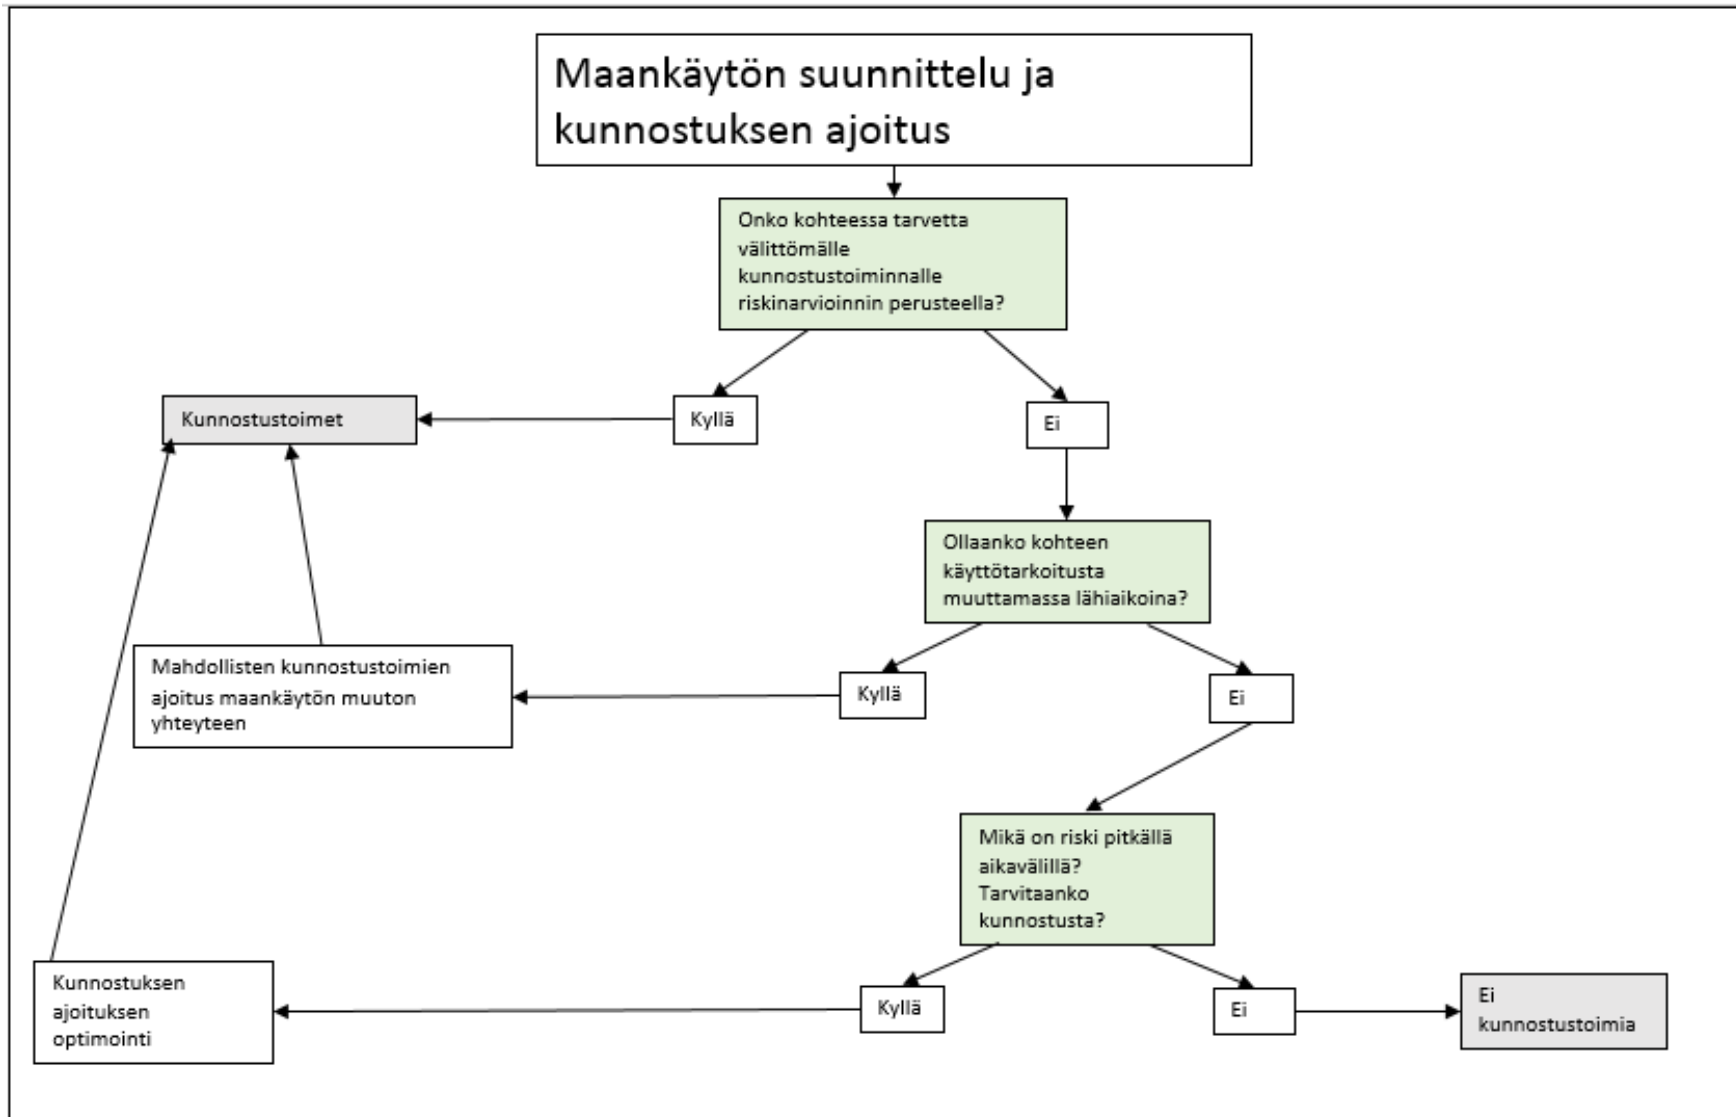 Maankäytön suunnittelu ja
kunnostuksen ajoitus
Onko kohteessa tarvetta
välittömälle
kunnostustoiminnalle
riskinarvioinnin perusteella?
Kunnostustoimet
Kyllä
Ei
Ollaanko kohteen
käyttötarkoitusta
muuttamassa lähiaikoina?
Mahdollisten kunnostustoimien
ajoitus maankäytön muuton
yhteyteen
Kyllä
Ei
Mikä on riski pitkällä
aikavälillä?
Tarvitaanko
kunnostusta?
Kunnostuksen
ajoituksen
optimointi
Kyllä
Ei
Ei
kunnostustoimia